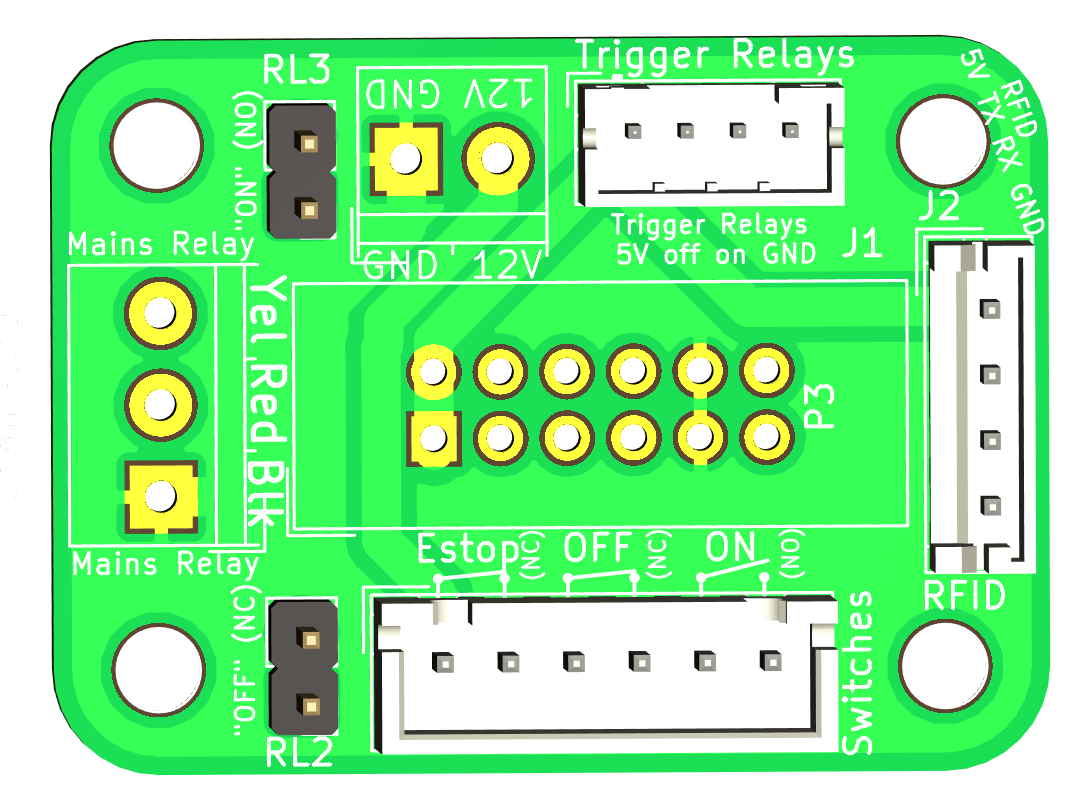 RL3
(NO)
"NO"
GND 12V
GND 12V
Trigger Relays
Trigger Relays
5V off on GND
J1
RFID
5V TX RX GND
J2
Mains Relay
Yel Red Blk
Mains Relay
P3
Estop (NC) OFF (NC) ON (NO)
RFID
(NC)
"OFF"
RL2
Switches